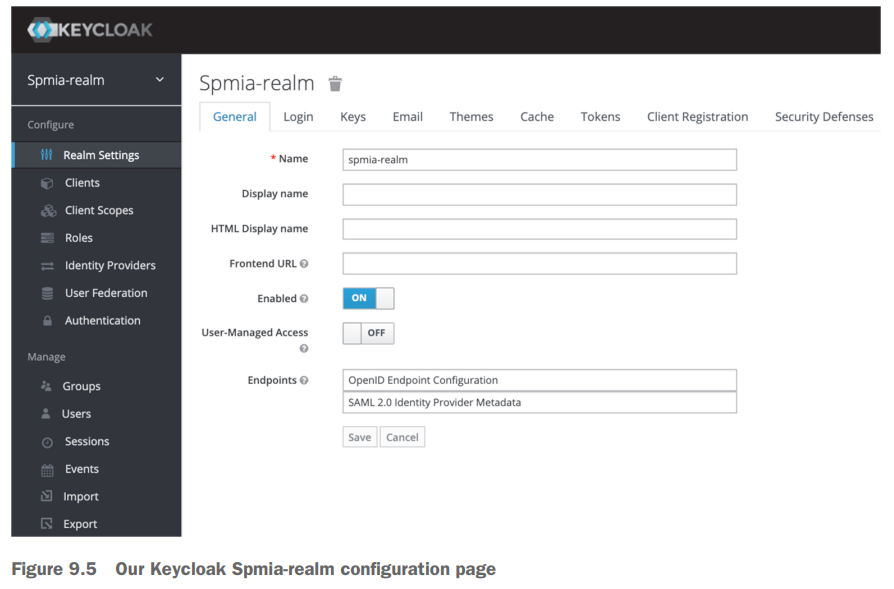 KEYCLOAK
Spmia-realm
Configure
Realm Settings
Clients
Client Scopes
Roles
Identity Providers
User Federation
Authentication
Manage
Groups
Users
Sessions
Events
Import
Export
Spmia-realm
General Login Keys Email Themes Cache Tokens Client Registration Security Defenses
* Name spmia-realm
Display name
HTML Display name
Frontend URL
Enabled ON
User-Managed Access OFF
Endpoints OpenID Endpoint Configuration
SAML 2.0 Identity Provider Metadata
Save Cancel
Figure 9.5 Our Keycloak Spmia-realm configuration page